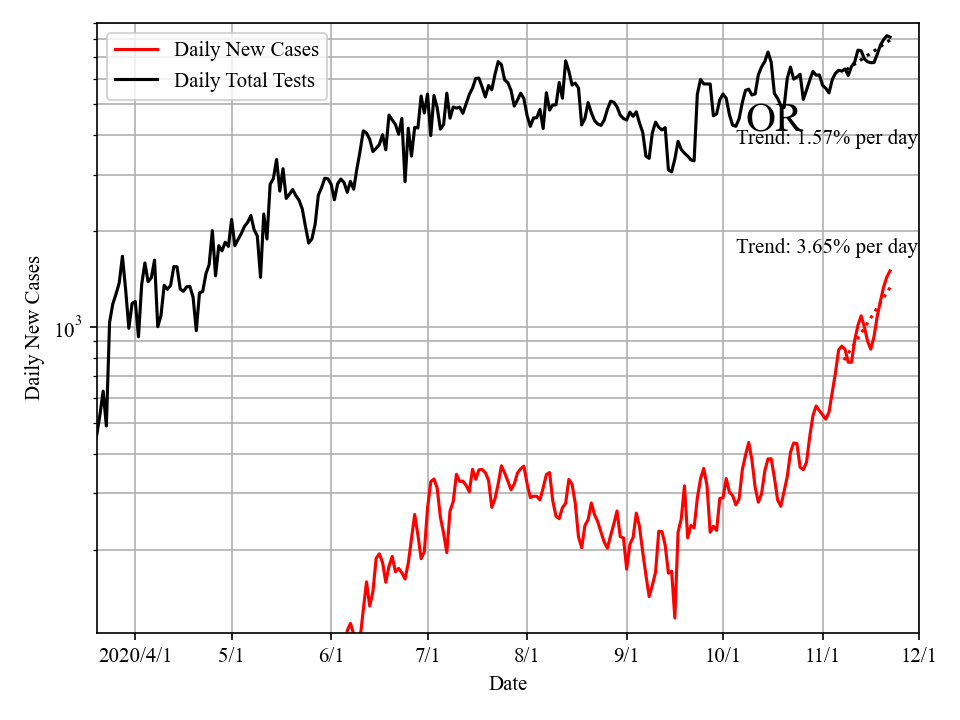 Daily New Cases
Daily Total Tests
OR
Trend: 1.57% per day
Trend: 3.65% per day
Daily New Cases
10³
2020/4/1 5/1 6/1 7/1 8/1 9/1 10/1 11/1 12/1
Date